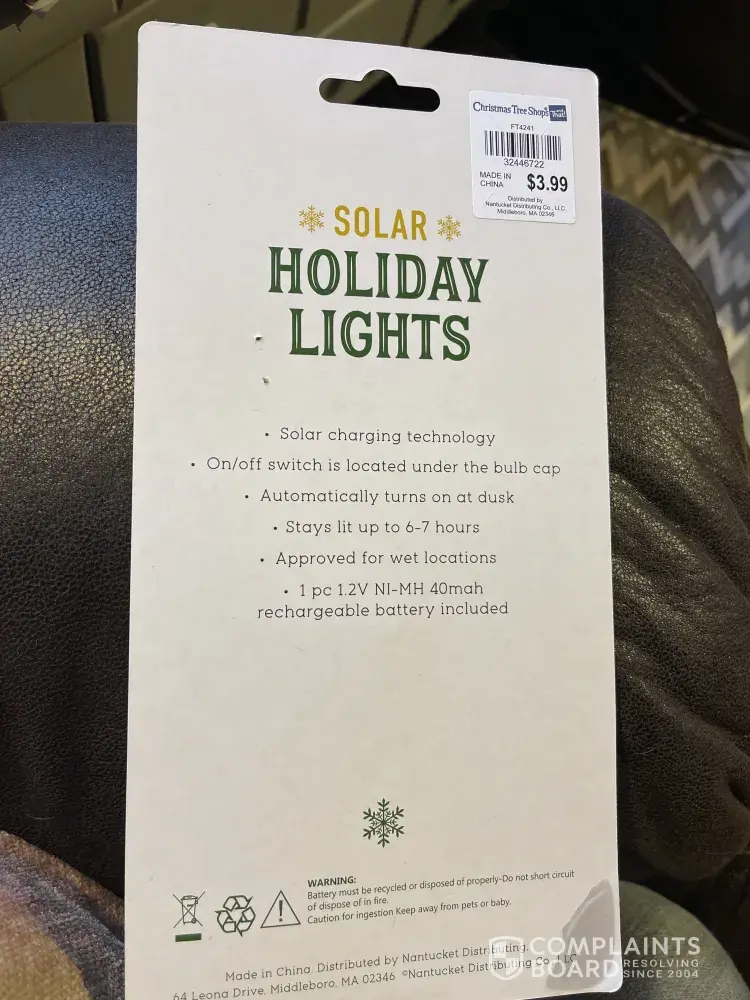 Christmas Tree Shops and That!
FT4241
32446722
MADE IN
CHINA
$3.99
Distributed by
Nantucket Distributing Co., LLC.
Middleboro, MA 02346
SOLAR
HOLIDAY
LIGHTS
• Solar charging technology
• On/off switch is located under the bulb cap
• Automatically turns on at dusk
• Stays lit up to 6-7 hours
• Approved for wet locations
• 1 pc 1.2V NI-MH 40mah
rechargeable battery included
WARNING:
Battery must be recycled or disposed of properly-Do not short circuit
of dispose of in fire.
Caution for ingestion Keep away from pets or baby.
Made in China. Distributed by Nantucket Distributing,
64 Leona Drive, Middleboro, MA 02346 ©Nantucket Distributing Co., LLC
COMPLAINTS
BOARD RESOLVING
SINCE 2004